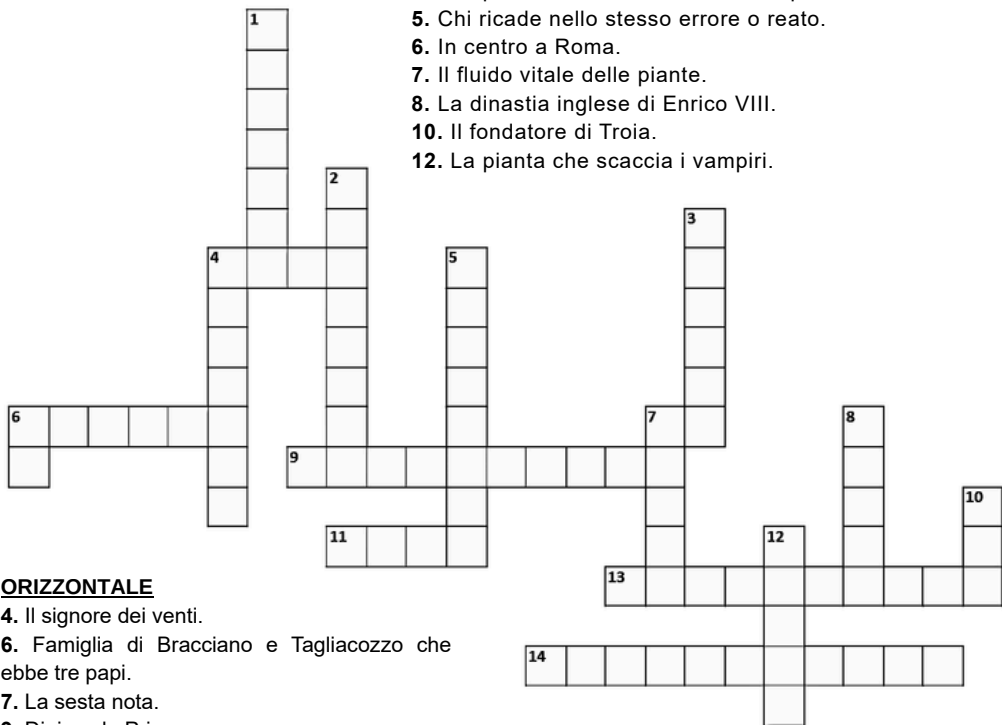 5. Chi ricade nello stesso errore o reato.
6. In centro a Roma.
7. Il fluido vitale delle piante.
8. La dinastia inglese di Enrico VIII.
10. Il fondatore di Troia.
12. La pianta che scaccia i vampiri.
1
2
3
4
5
6
7
8
9
10
11
12
13
14
ORIZZONTALE
4. Il signore dei venti.
6. Famiglia di Bracciano e Tagliacozzo che
ebbe tre papi.
7. La sesta nota.